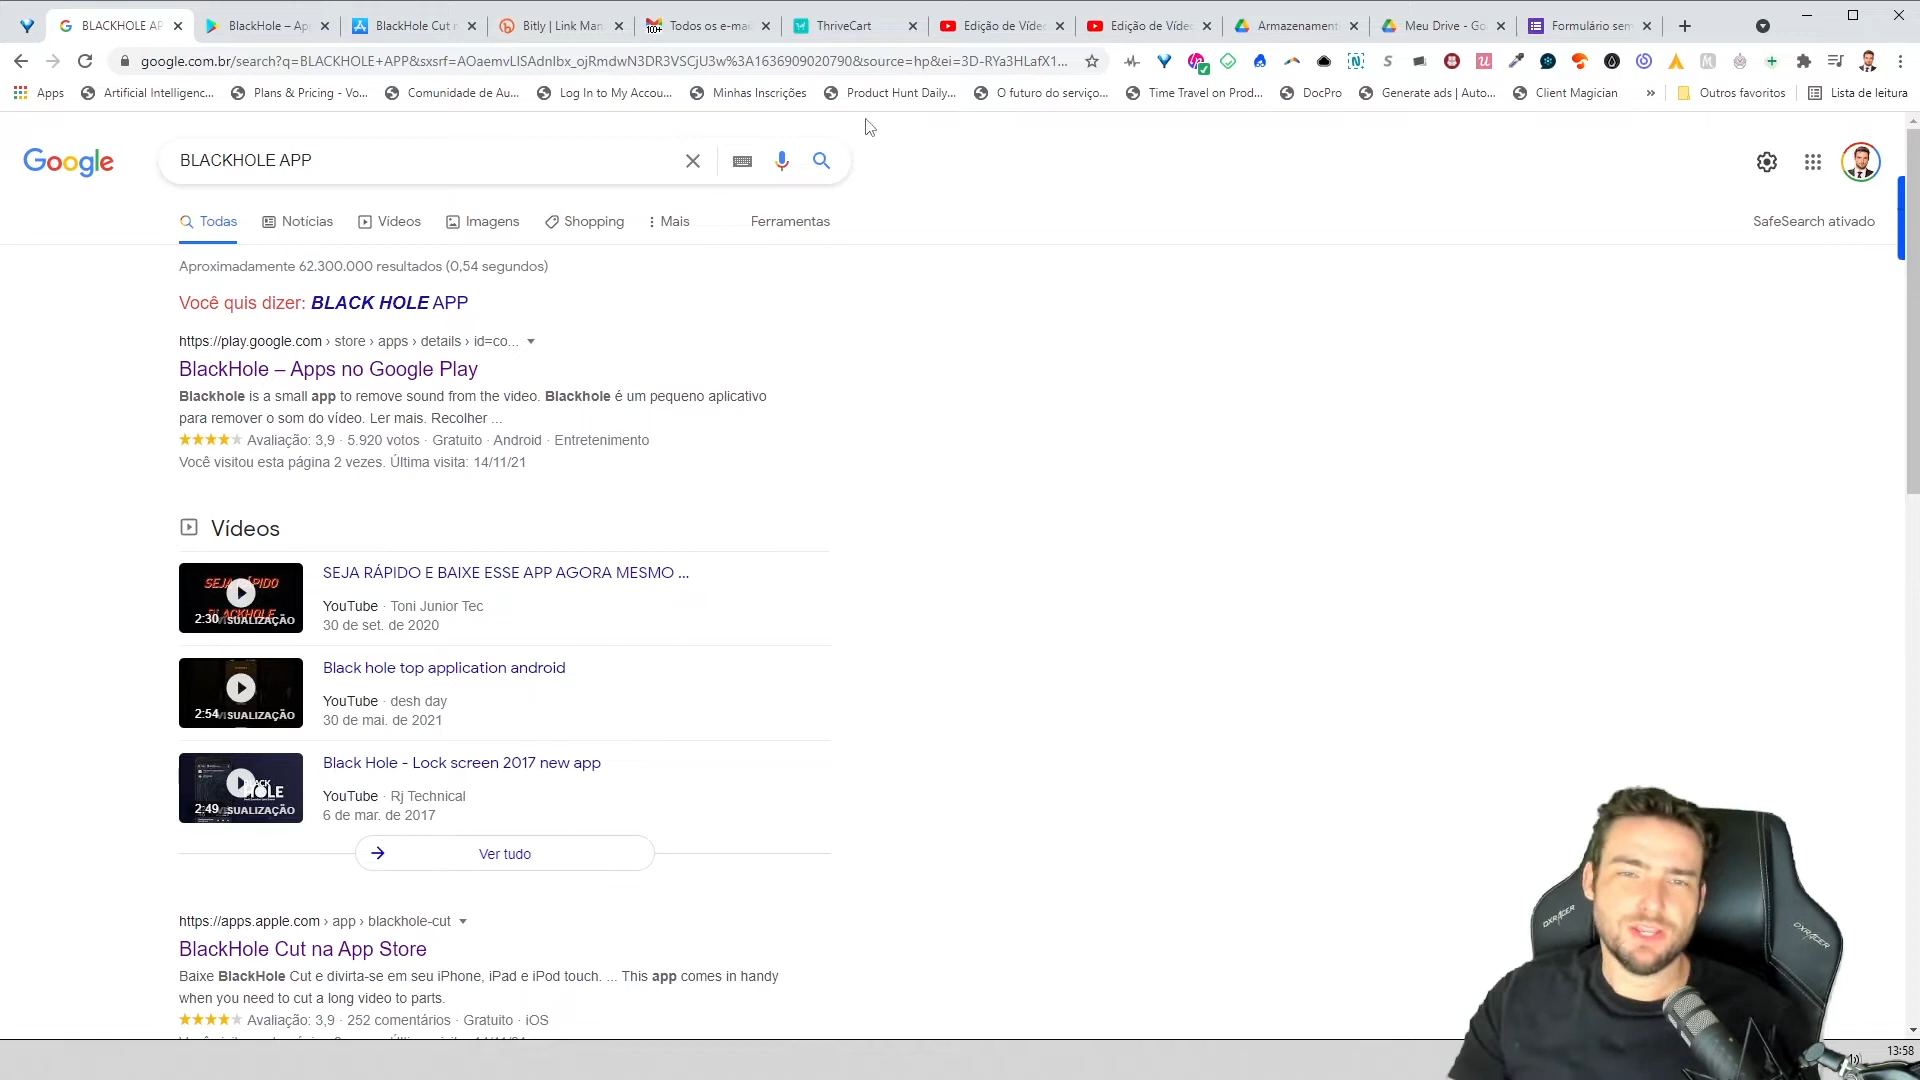 BLACKHOLE AP
BlackHole – Ap
BlackHole Cut n
Bitly | Link Man
Todos os e-mai
ThriveCart
Edição de Víde
Edição de Víde
Armazenament
Meu Drive - Go
Formulário sem
google.com.br/search?q=BLACKHOLE+APP&sxsrf=AOaemvLlSAdnIbx_ojRmdwN3DR3VSCjU3w%3A1636909020790&source=hp&ei=3D-RYa3HLafX1...
Apps
Artificial Intelligenc...
Plans & Pricing - Vo...
Comunidade de Au...
Log In to My Accou...
Minhas Inscrições
Product Hunt Daily...
O futuro do serviço...
Time Travel on Prod...
DocPro
Generate ads | Auto...
Client Magician
»
Outros favoritos
Lista de leitura
Google
BLACKHOLE APP
Todas
Notícias
Vídeos
Imagens
Shopping
Mais
Ferramentas
SafeSearch ativado
Aproximadamente 62.300.000 resultados (0,54 segundos)
Você quis dizer: BLACK HOLE APP
https://play.google.com › store › apps › details › id=co...
BlackHole – Apps no Google Play
Blackhole is a small app to remove sound from the video. Blackhole é um pequeno aplicativo
para remover o som do vídeo. Ler mais. Recolher ...
Avaliação: 3,9 · 5.920 votos · Gratuito · Android · Entretenimento
Você visitou esta página 2 vezes. Última visita: 14/11/21
Vídeos
SEJA RÁPIDO
BLACKHOLE
2:30
VISUALIZAÇÃO
SEJA RÁPIDO E BAIXE ESSE APP AGORA MESMO ...
YouTube · Toni Junior Tec
30 de set. de 2020
2:54
VISUALIZAÇÃO
Black hole top application android
YouTube · desh day
30 de mai. de 2021
BLACK
HOLE
2:49
VISUALIZAÇÃO
Black Hole - Lock screen 2017 new app
YouTube · Rj Technical
6 de mar. de 2017
Ver tudo
https://apps.apple.com › app › blackhole-cut
BlackHole Cut na App Store
Baixe BlackHole Cut e divirta-se em seu iPhone, iPad e iPod touch. ... This app comes in handy
when you need to cut a long video to parts.
Avaliação: 3,9 · 252 comentários · Gratuito · iOS
DXRACER
DXRACER
13:58